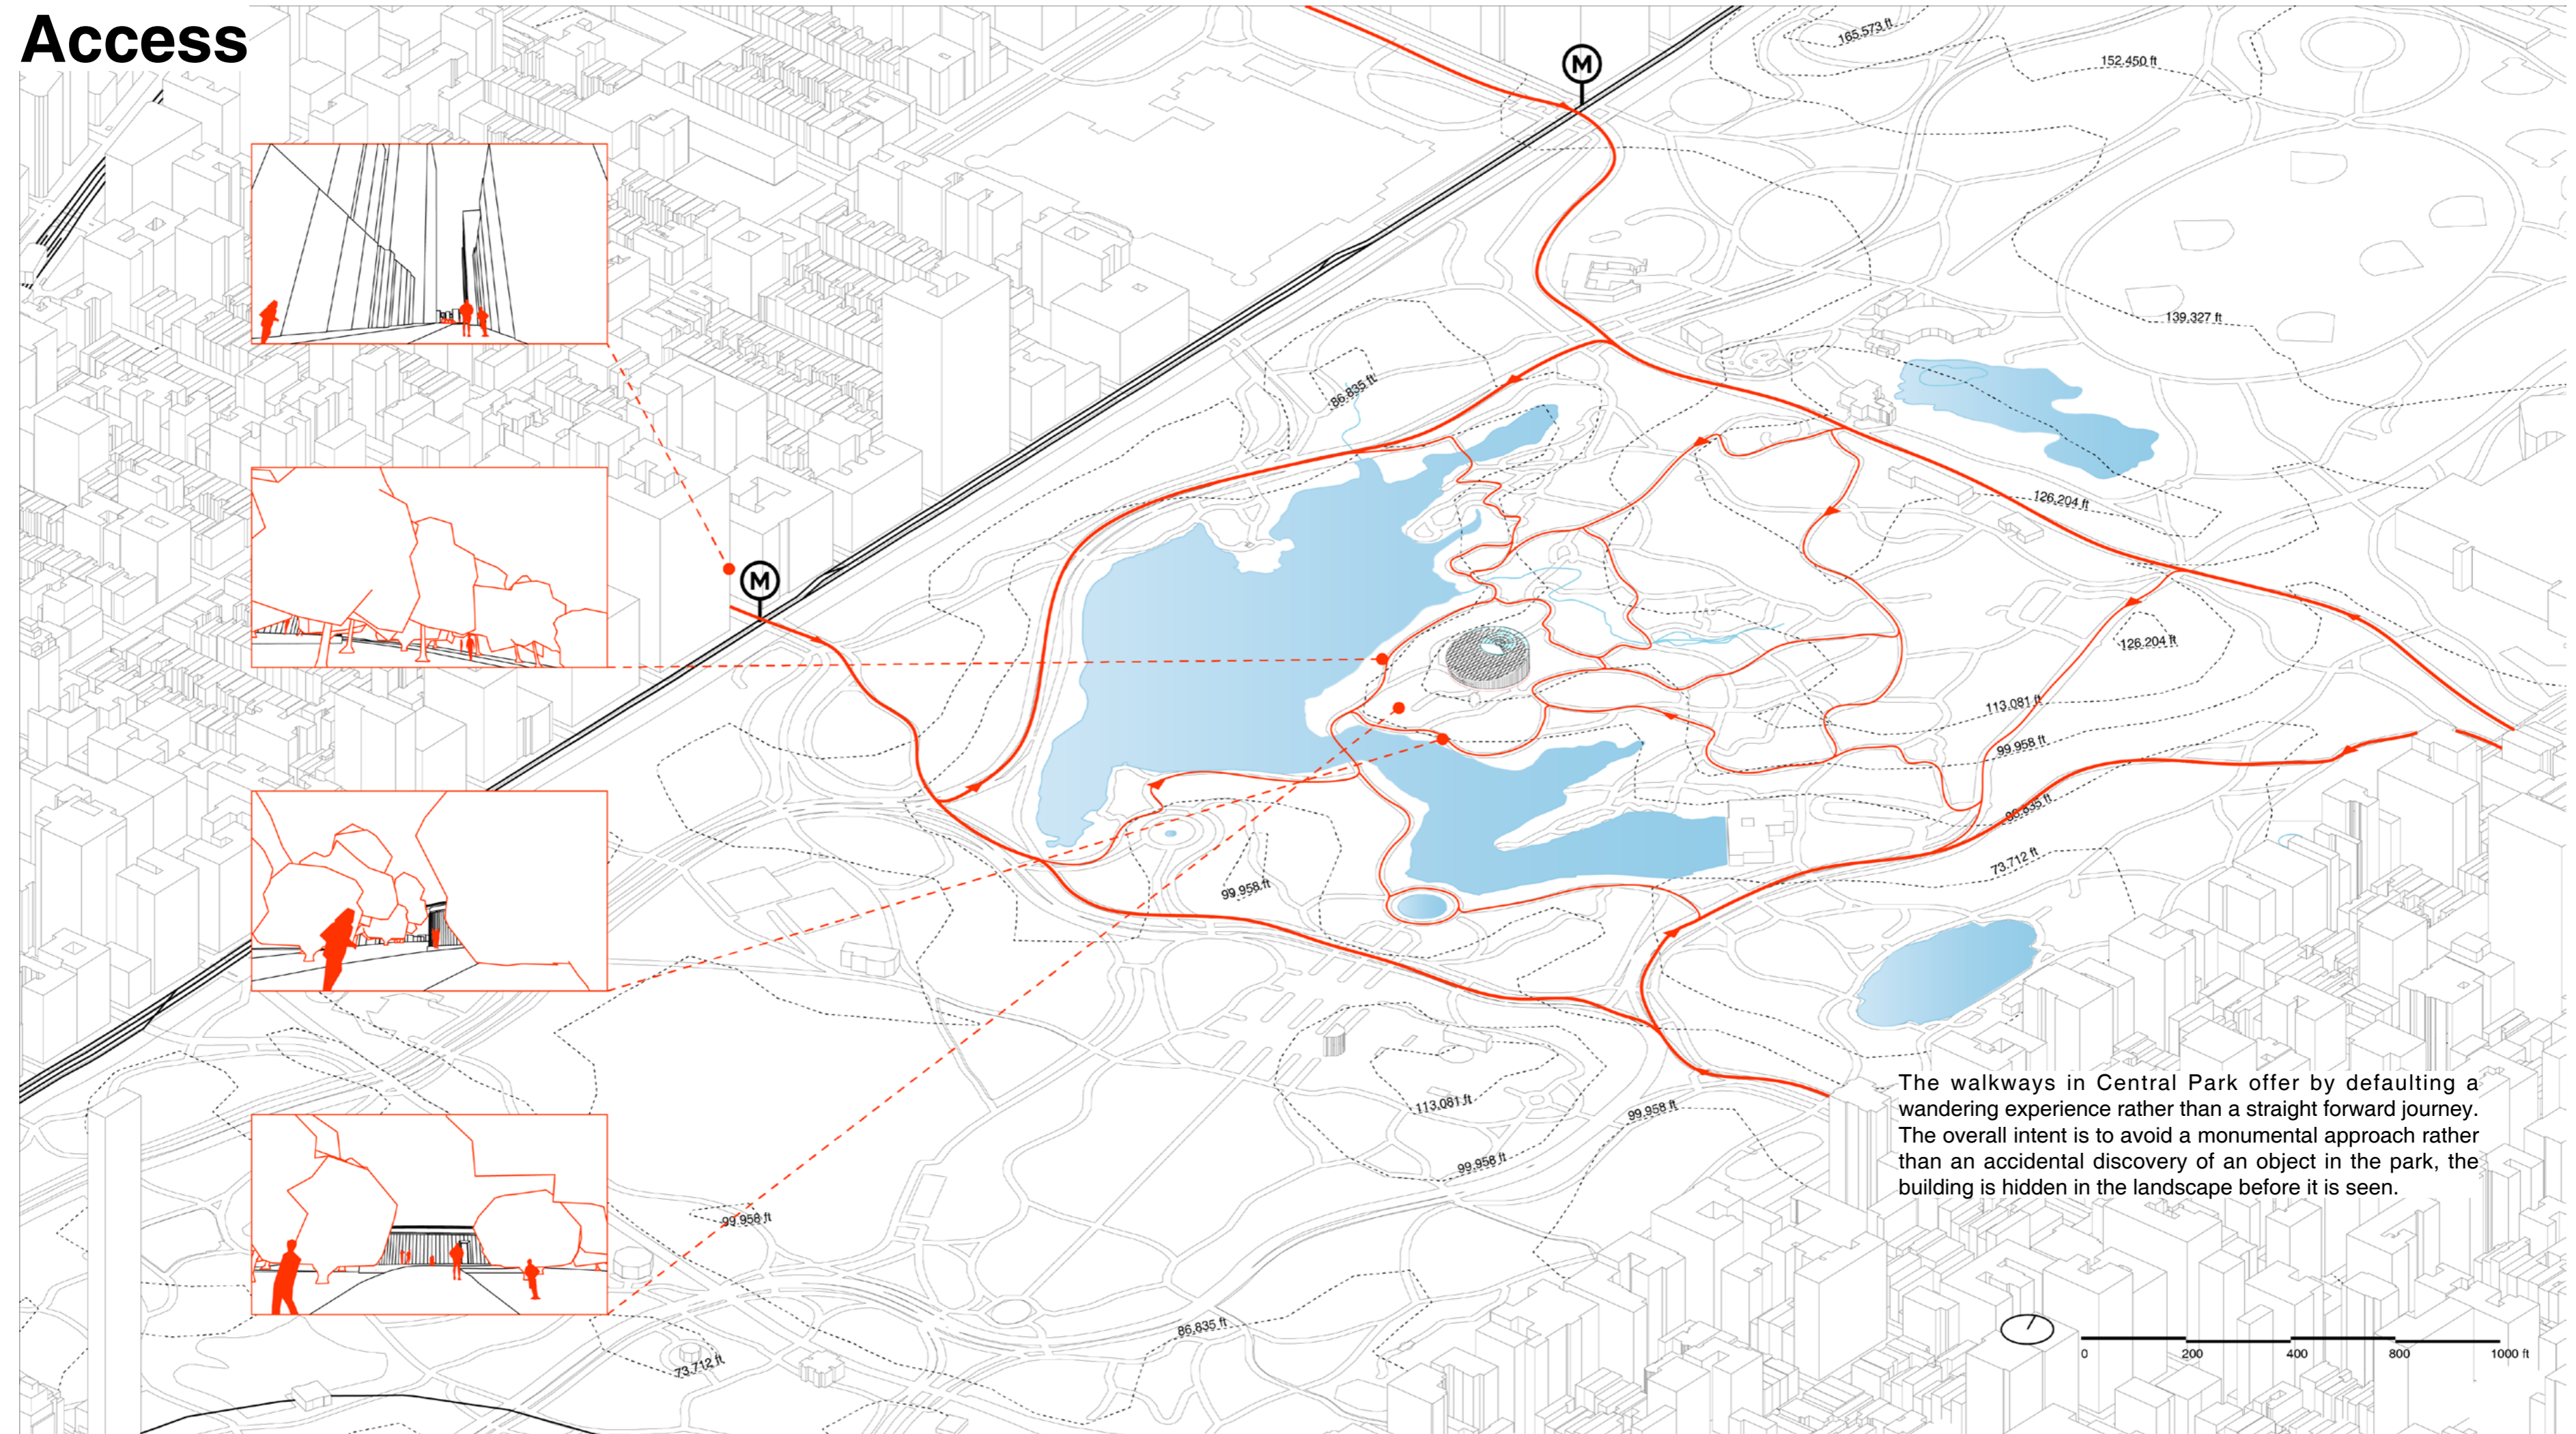 Access
M
165.573 ft
152.450 ft
139.327 ft
86.835 ft
126.204 ft
M
126.204 ft
113.081 ft
99.958 ft
86.835 ft
73.712 ft
99.958 ft
The walkways in Central Park offer by defaulting a
wandering experience rather than a straight forward journey.
The overall intent is to avoid a monumental approach rather
than an accidental discovery of an object in the park, the
building is hidden in the landscape before it is seen.
113.081 ft
99.958 ft
99.958 ft
99.958 ft
86.835 ft
73.712 ft
0 200 400 800 1000 ft